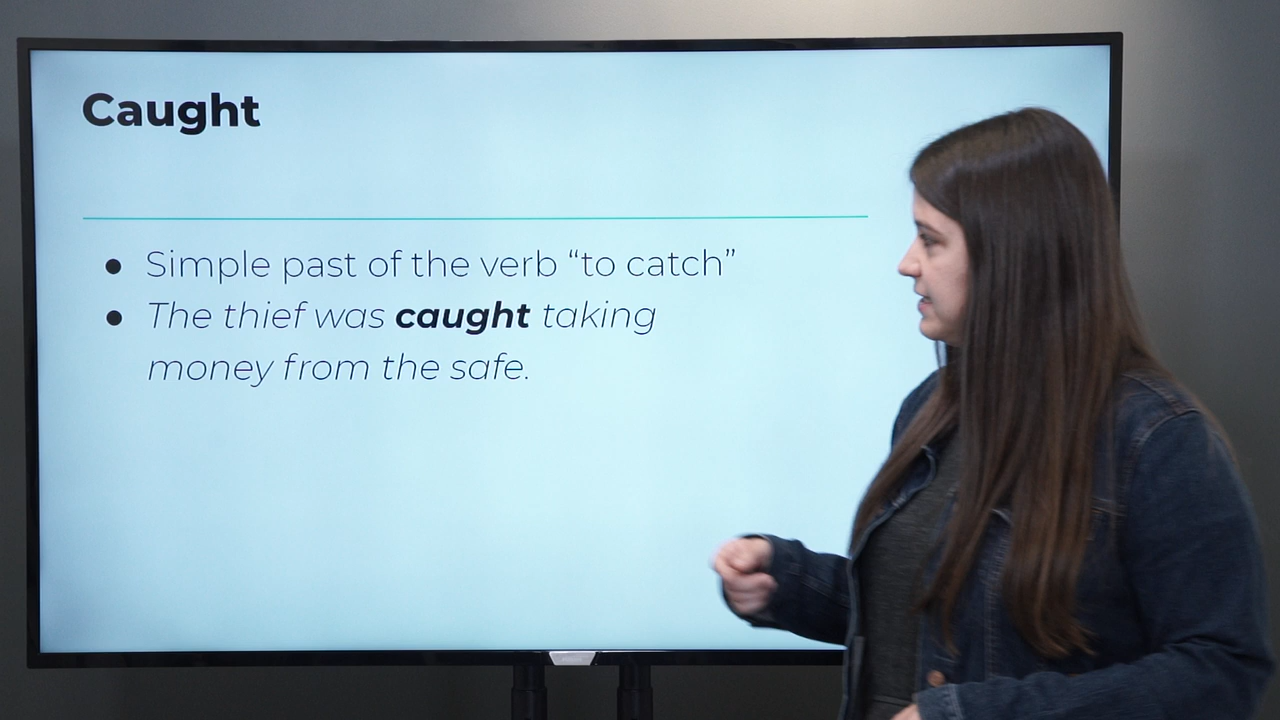 Caught
● Simple past of the verb “to catch”
● The thief was caught taking
money from the safe.